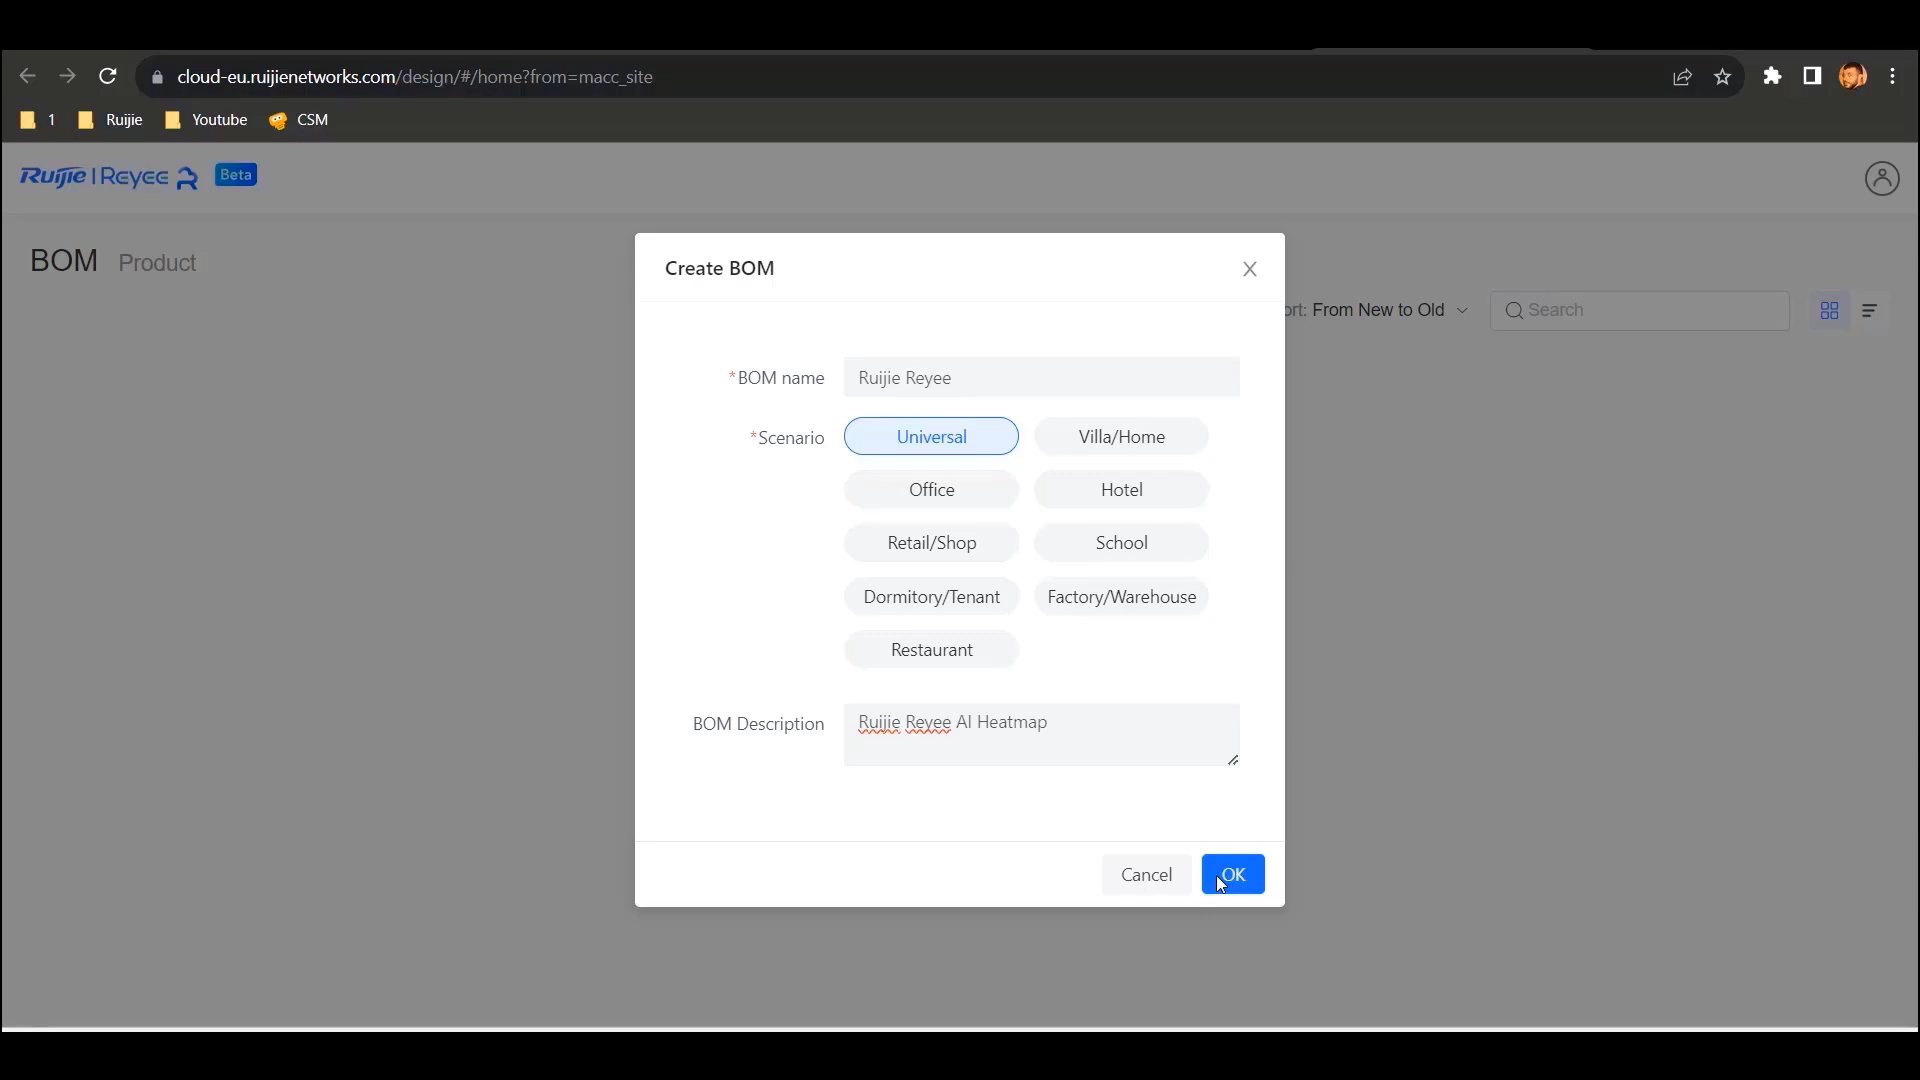 cloud-eu.ruijienetworks.com/design/#/home?from=macc_site
1 Ruijie Youtube CSM
Ruijie | Reyee Beta
BOM Product
Create BOM
ort: From New to Old Search
*BOM name Ruijie Reyee
*Scenario Universal Villa/Home
Office Hotel
Retail/Shop School
Dormitory/Tenant Factory/Warehouse
Restaurant
BOM Description Ruijie Reyee AI Heatmap
Cancel OK